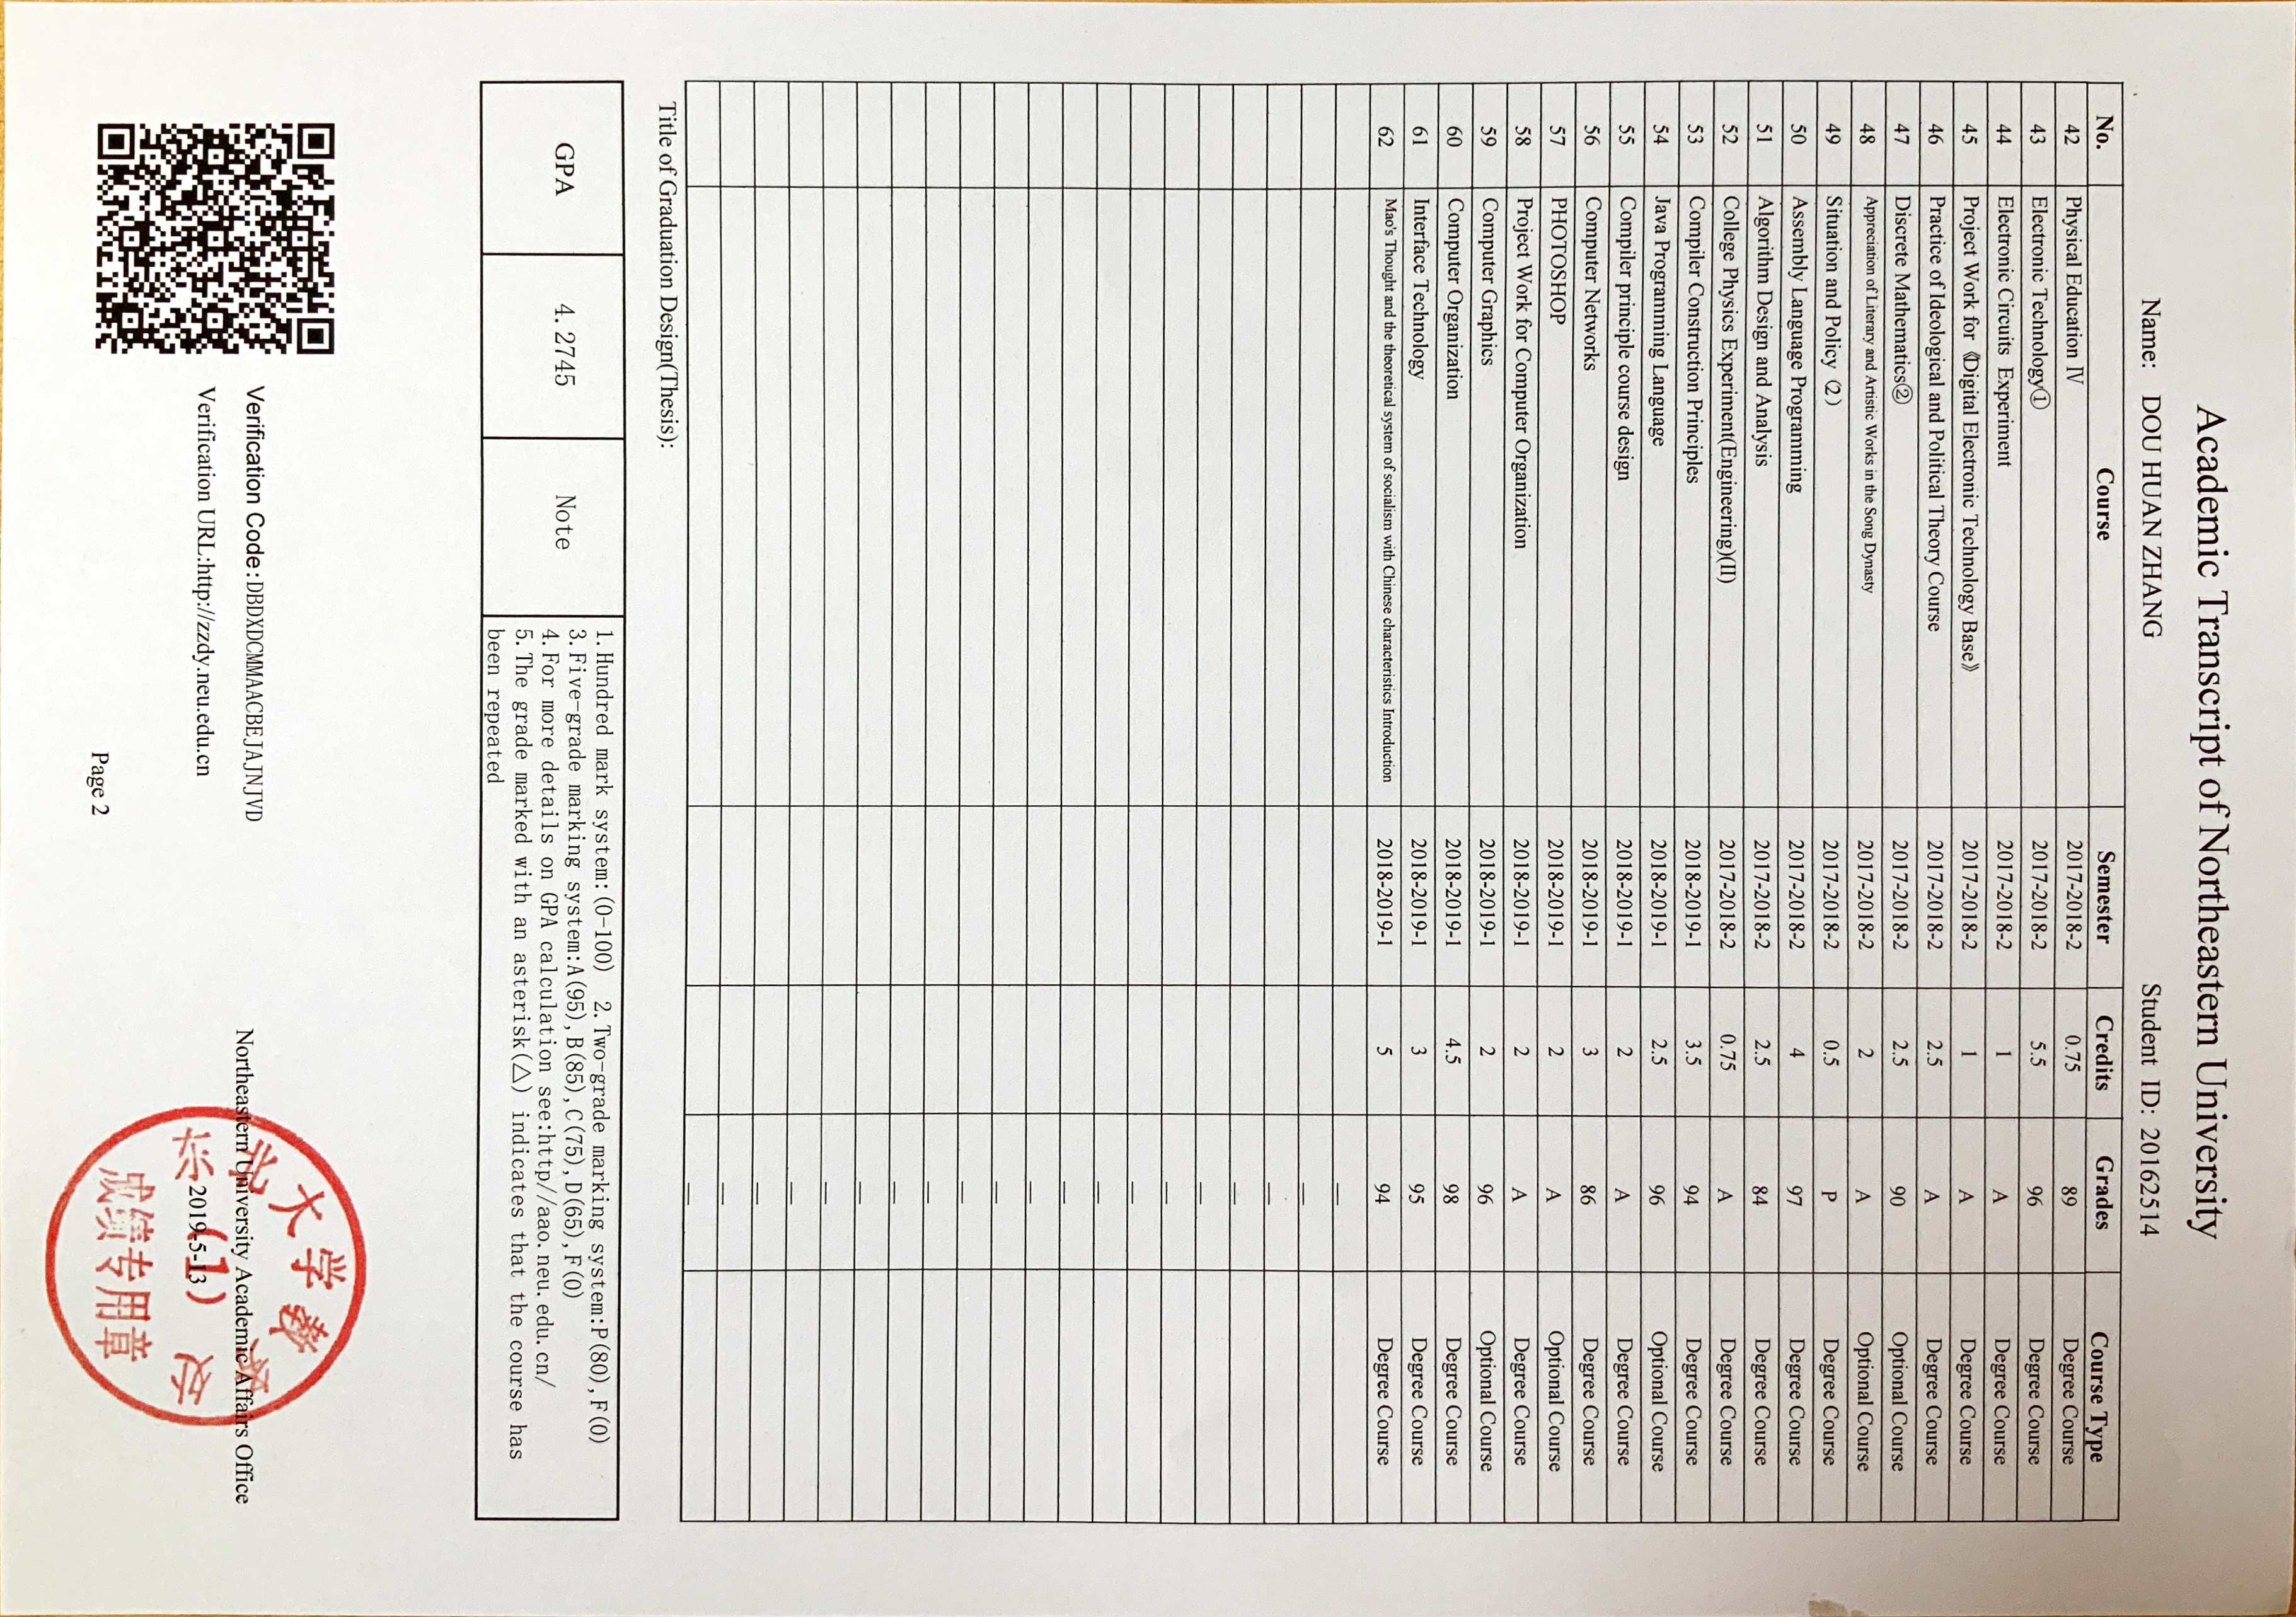 Academic Transcript of Northeastern University
Name: DOU HUAN ZHANG Student ID: 20162514
No. Course Semester Credits Grades Course Type
42 Physical Education Ⅳ 2017-2018-2 0.75 89 Degree Course
43 Electronic Technology① 2017-2018-2 5.5 96 Degree Course
44 Electronic Circuits Experiment 2017-2018-2 1 A Degree Course
45 Project Work for《Digital Electronic Technology Base》 2017-2018-2 1 A Degree Course
46 Practice of Ideological and Political Theory Course 2017-2018-2 2.5 A Degree Course
47 Discrete Mathematics② 2017-2018-2 2.5 90 Optional Course
48 Appreciation of Literary and Artistic Works in the Song Dynasty 2017-2018-2 2 A Optional Course
49 Situation and Policy（2） 2017-2018-2 0.5 P Degree Course
50 Assembly Language Programming 2017-2018-2 4 97 Degree Course
51 Algorithm Design and Analysis 2017-2018-2 2.5 84 Degree Course
52 College Physics Experiment(Engineering)(II) 2017-2018-2 0.75 A Degree Course
53 Compiler Construction Principles 2018-2019-1 3.5 94 Degree Course
54 Java Programming Language 2018-2019-1 2.5 96 Optional Course
55 Compiler principle course design 2018-2019-1 2 A Degree Course
56 Computer Networks 2018-2019-1 3 86 Degree Course
57 PHOTOSHOP 2018-2019-1 2 A Optional Course
58 Project Work for Computer Organization 2018-2019-1 2 A Degree Course
59 Computer Graphics 2018-2019-1 2 96 Optional Course
60 Computer Organization 2018-2019-1 4.5 98 Degree Course
61 Interface Technology 2018-2019-1 3 95 Degree Course
62 Mao's Thought and the theoretical system of socialism with Chinese characteristics Introduction 2018-2019-1 5 94 Degree Course
Title of Graduation Design(Thesis):
GPA 4.2745 Note
1.Hundred mark system:(0-100) 2.Two-grade marking system:P(80),F(0)
3.Five-grade marking system:A(95),B(85),C(75),D(65),F(0)
4.For more details on GPA calculation see:http//aao.neu.edu.cn/
5.The grade marked with an asterisk(△) indicates that the course has
been repeated
Verification Code:DBDXDCMMAACBEJAJNJVD
Verification URL:http://zzdy.neu.edu.cn
Northeastern University Academic Affairs Office
2019-5-13
东北大学教务处
(1)
成绩专用章
Page 2